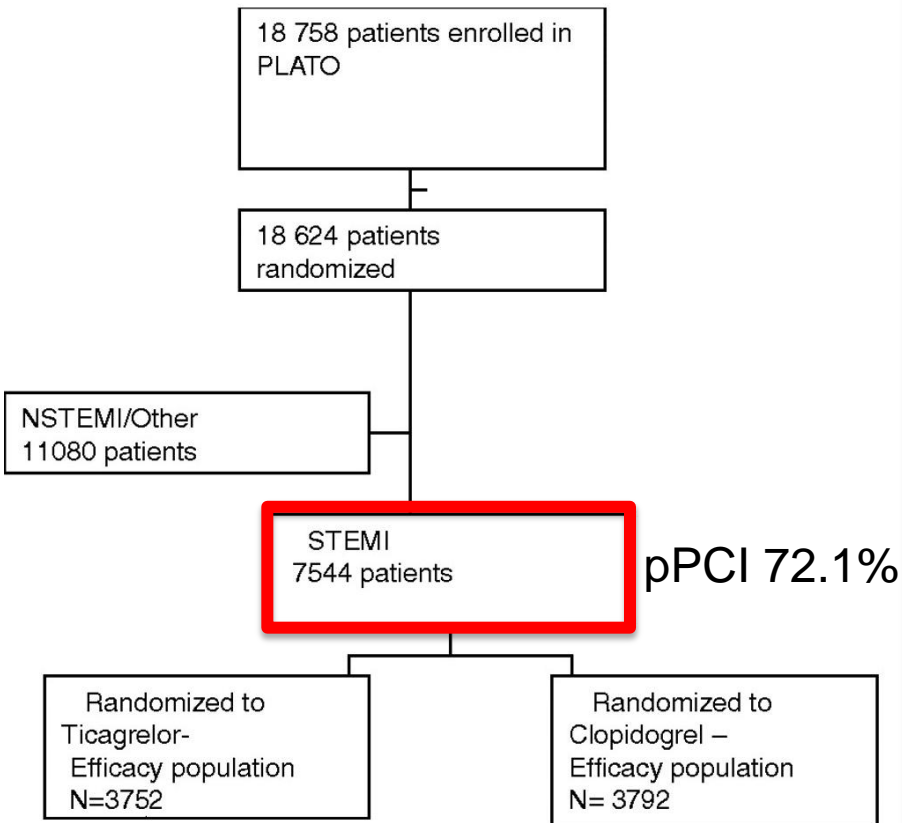 18 758 patients enrolled in
PLATO
18 624 patients
randomized
NSTEMI/Other
11080 patients
STEMI
7544 patients
pPCI 72.1%
Randomized to
Ticagrelor-
Efficacy population
N=3752
Randomized to
Clopidogrel –
Efficacy population
N= 3792